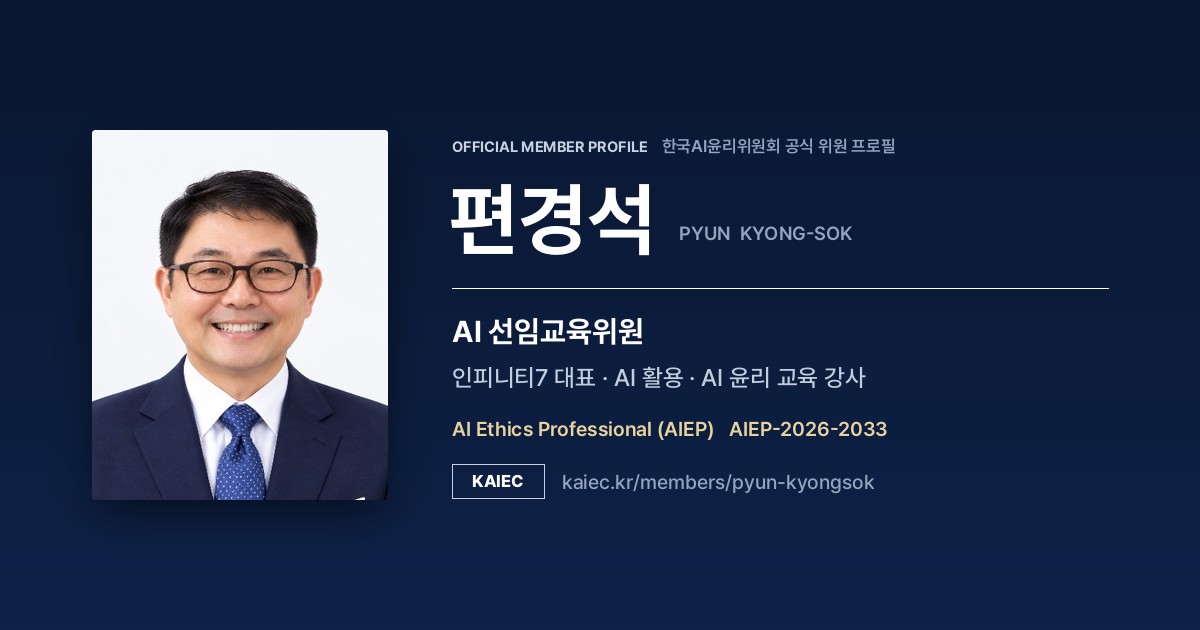 OFFICIAL MEMBER PROFILE 한국AI윤리위원회 공식 위원 프로필
편경석 PYUN KYONG-SOK
AI 선임교육위원
인피니티7 대표 · AI 활용 · AI 윤리 교육 강사
AI Ethics Professional (AIEP) AIEP-2026-2033
KAIEC kaiec.kr/members/pyun-kyongsok